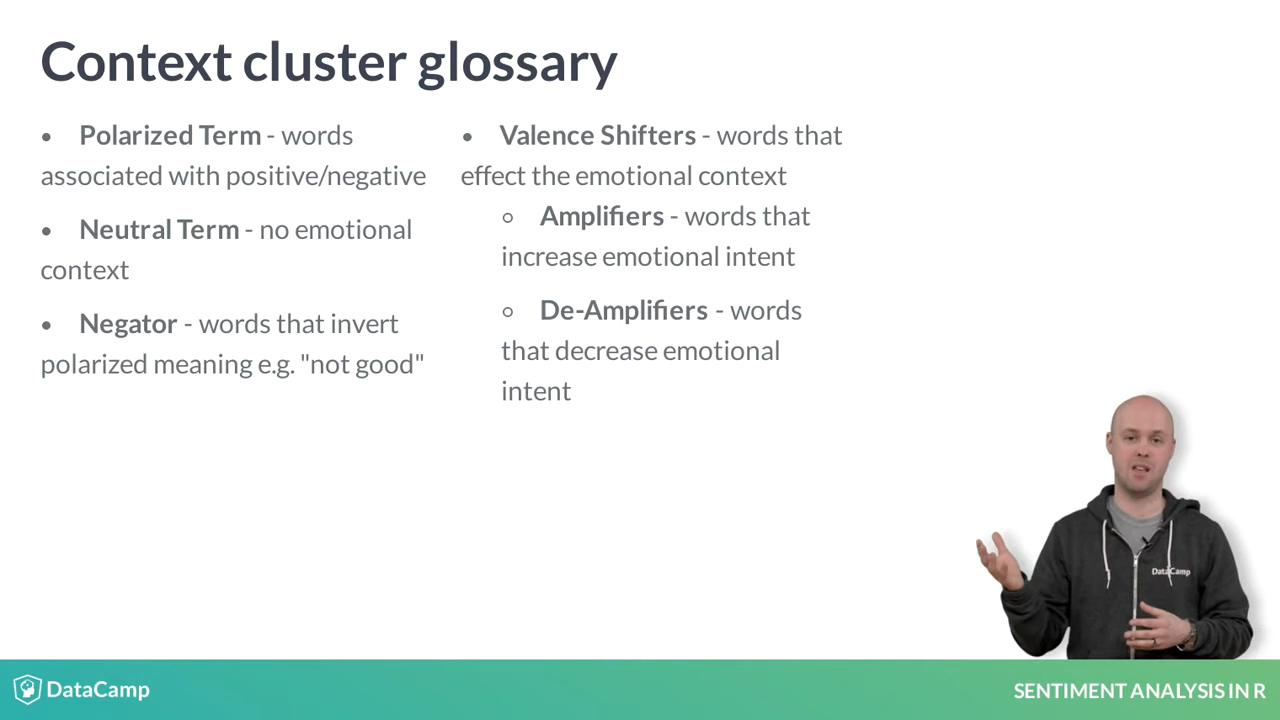 Context cluster glossary
• Polarized Term - words
associated with positive/negative
• Neutral Term - no emotional
context
• Negator - words that invert
polarized meaning e.g. "not good"
• Valence Shifters - words that
effect the emotional context
◦ Amplifiers - words that
increase emotional intent
◦ De-Amplifiers - words
that decrease emotional
intent
DataCamp
DataCamp
SENTIMENT ANALYSIS IN R